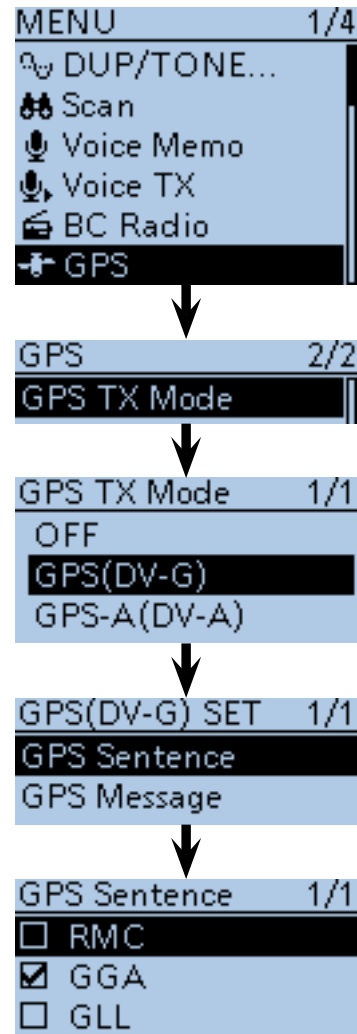 MENU 1/4
DUP/TONE...
Scan
Voice Memo
Voice TX
BC Radio
GPS
GPS 2/2
GPS TX Mode
GPS TX Mode 1/1
OFF
GPS(DV-G)
GPS-A(DV-A)
GPS(DV-G) SET 1/1
GPS Sentence
GPS Message
GPS Sentence 1/1
RMC
GGA
GLL